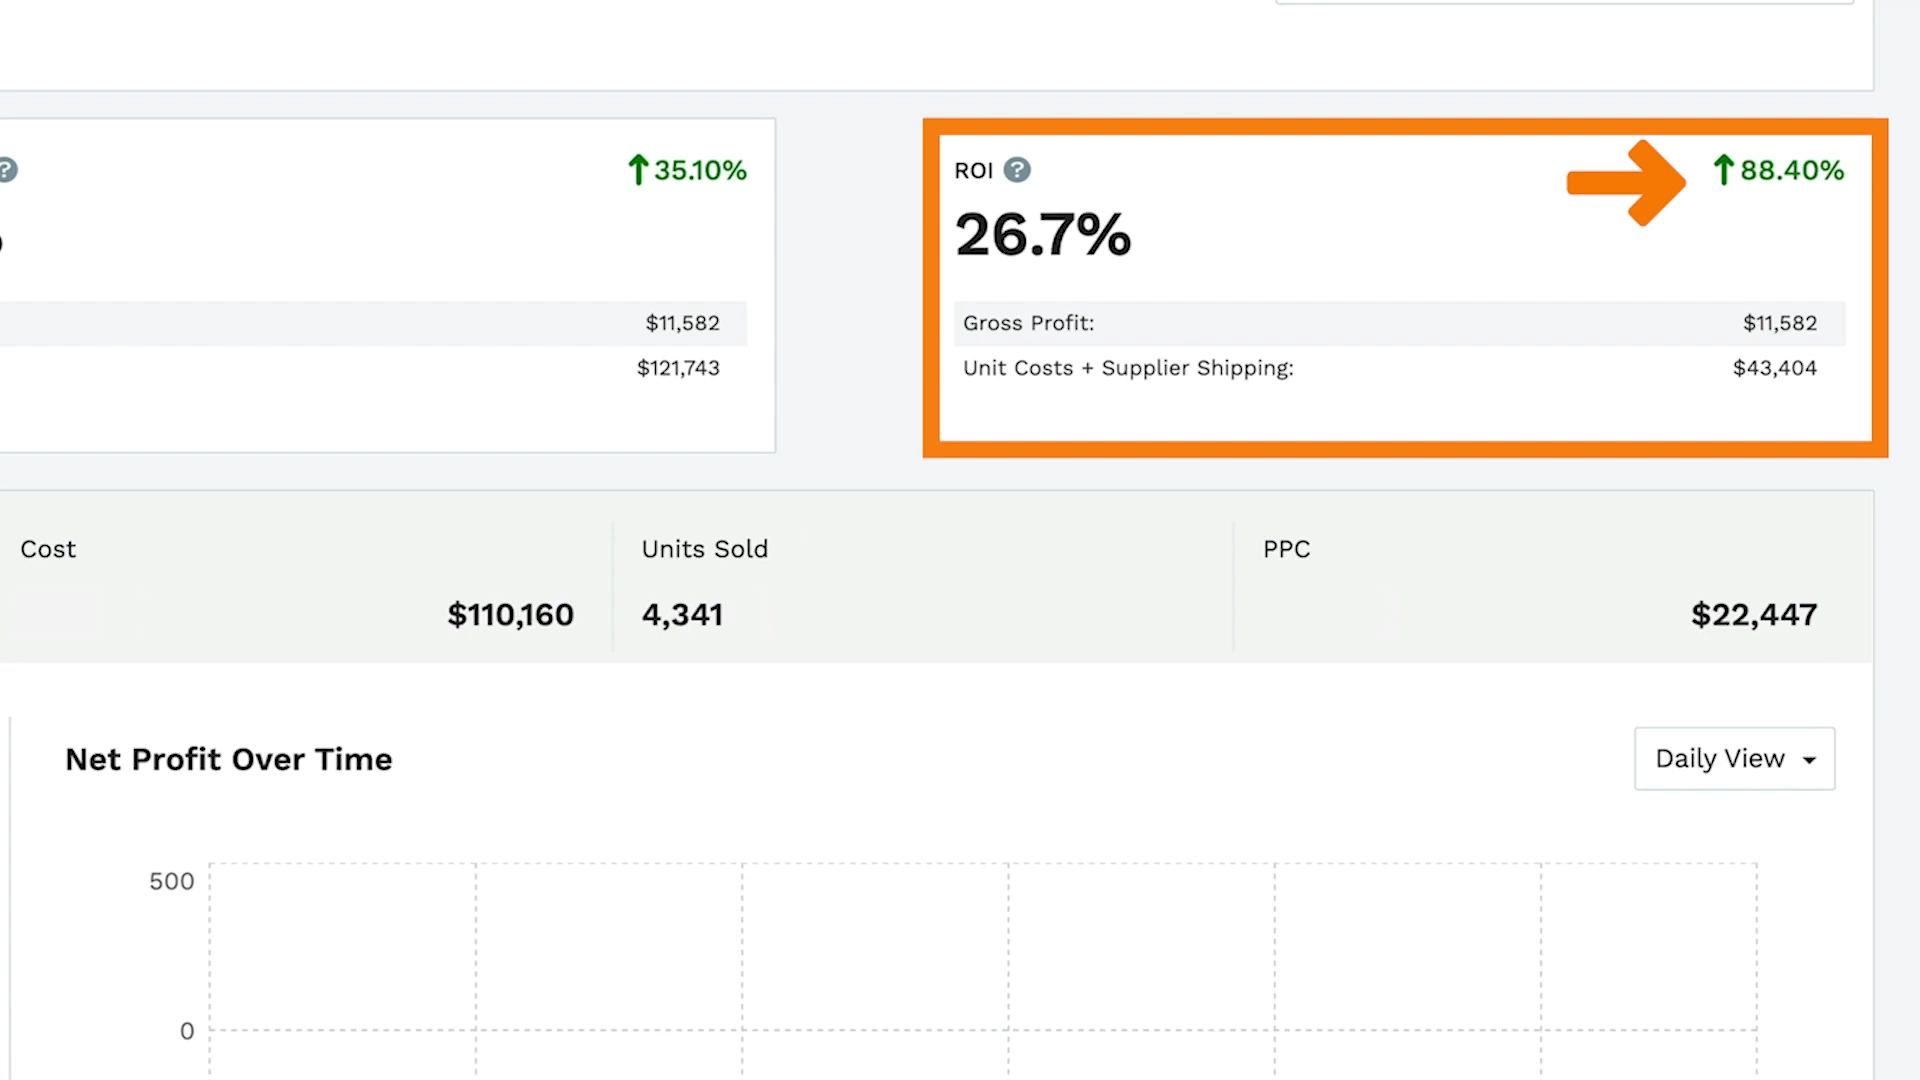 ?
35.10%
$11,582
$121,743
ROI ?
88.40%
26.7%
Gross Profit: $11,582
Unit Costs + Supplier Shipping: $43,404
Cost
$110,160
Units Sold
4,341
PPC
$22,447
Net Profit Over Time
Daily View
500
0